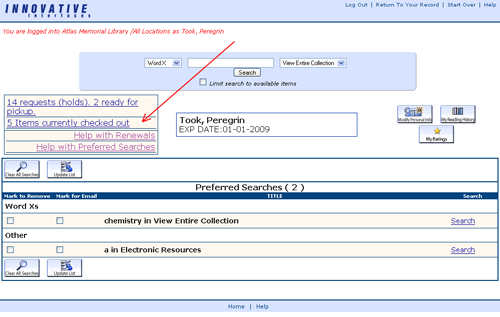 INNOVATIVE
interfaces
Log Out | Return To Your Record | Start Over | Help
You are logged into Atlas Memorial Library /All Locations as Took, Peregrin
Word X View Entire Collection
Search
Limit search to available items
14 requests (holds). 2 ready for
pickup.
5 Items currently checked out
Help with Renewals
Help with Preferred Searches
Took, Peregrin
EXP DATE:01-01-2009
Modify Personal Info My Reading History
My Ratings
Clear All Searches Update List
Preferred Searches ( 2 )
Mark to Remove Mark for Email TITLE Search
Word Xs
chemistry in View Entire Collection Search
Other
a in Electronic Resources Search
Clear All Searches Update List
Home | Help